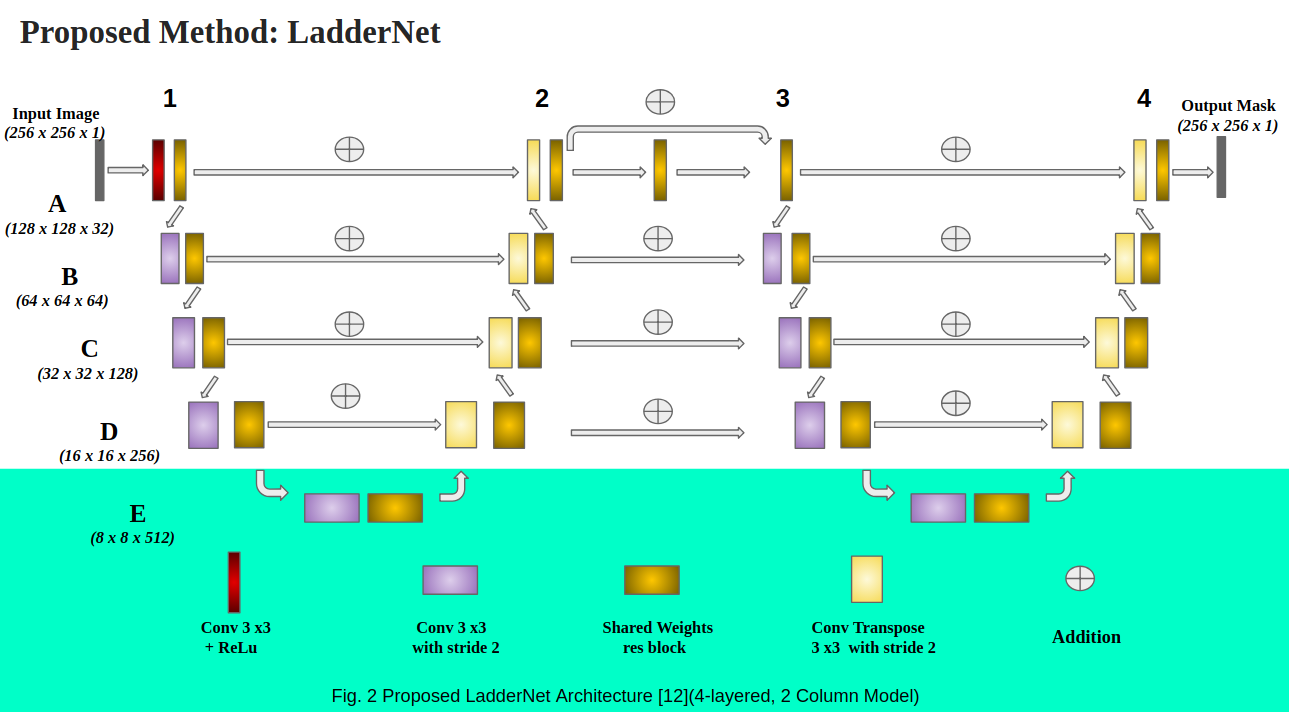 Proposed Method: LadderNet
1 2 3 4
Input Image
(256 x 256 x 1)
Output Mask
(256 x 256 x 1)
A
(128 x 128 x 32)
B
(64 x 64 x 64)
C
(32 x 32 x 128)
D
(16 x 16 x 256)
E
(8 x 8 x 512)
Conv 3 x3
+ ReLu
Conv 3 x3
with stride 2
Shared Weights
res block
Conv Transpose
3 x3 with stride 2
Addition
Fig. 2 Proposed LadderNet Architecture [12](4-layered, 2 Column Model)